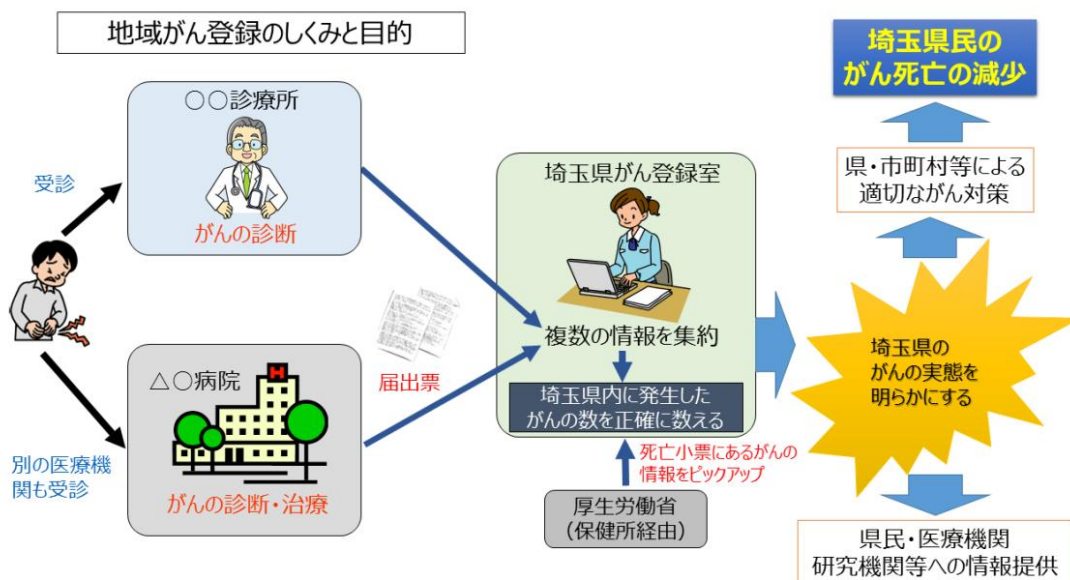 地域がん登録のしくみと目的
○○診療所
がんの診断
受診
△○病院
H
がんの診断・治療
別の医療機
関も受診
届出票
埼玉県がん登録室
複数の情報を集約
埼玉県内に発生した
がんの数を正確に数える
死亡小票にあるがんの
情報をピックアップ
厚生労働省
（保健所経由）
埼玉県の
がんの実態を
明らかにする
県・市町村等による
適切ながん対策
埼玉県民の
がん死亡の減少
県民・医療機関
研究機関等への情報提供